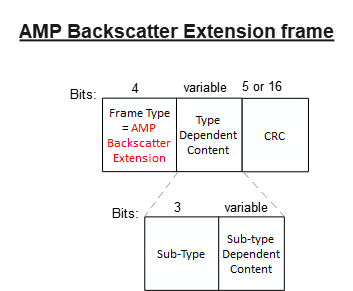 AMP Backscatter Extension frame
Bits: 4 variable 5 or 16
Frame Type
= AMP
Backscatter
Extension
Type
Dependent
Content
CRC
Bits: 3 variable
Sub-Type
Sub-type
Dependent
Content